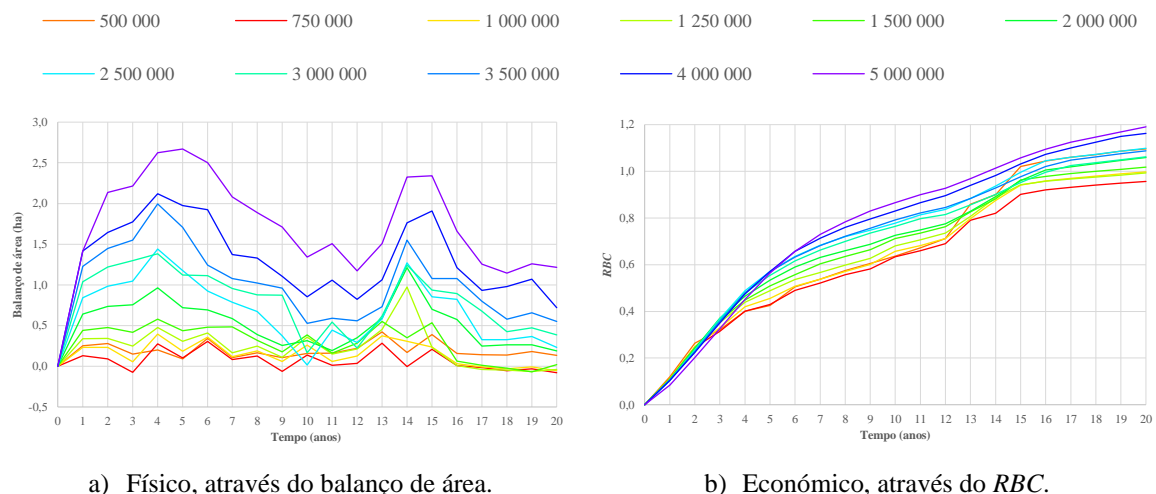 500 000 750 000 1 000 000 1 250 000 1 500 000 2 000 000
2 500 000 3 000 000 3 500 000 4 000 000 5 000 000
3,0
2,5
2,0
1,5
1,0
0,5
0,0
-0,5
Balanço de área (ha)
0 1 2 3 4 5 6 7 8 9 10 11 12 13 14 15 16 17 18 19 20
Tempo (anos)
1,2
1,0
0,8
0,6
0,4
0,2
0,0
RBC
0 1 2 3 4 5 6 7 8 9 10 11 12 13 14 15 16 17 18 19 20
Tempo (anos)
a) Físico, através do balanço de área.
b) Económico, através do RBC.